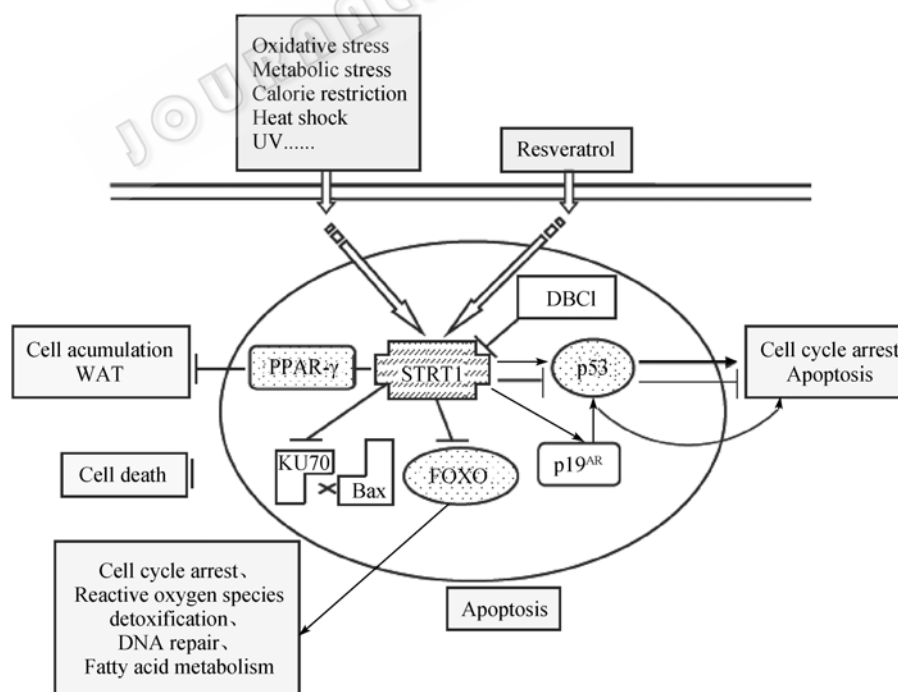 JOURNA
Oxidative stress
Metabolic stress
Calorie restriction
Heat shock
UV......
Resveratrol
DBCl
Cell acumulation
WAT
PPAR-γ
STRT1
p53
Cell cycle arrest
Apoptosis
KU70
Bax
FOXO
p19ᴬᴿ
Cell death
Cell cycle arrest、
Reactive oxygen species
detoxification、
DNA repair、
Fatty acid metabolism
Apoptosis